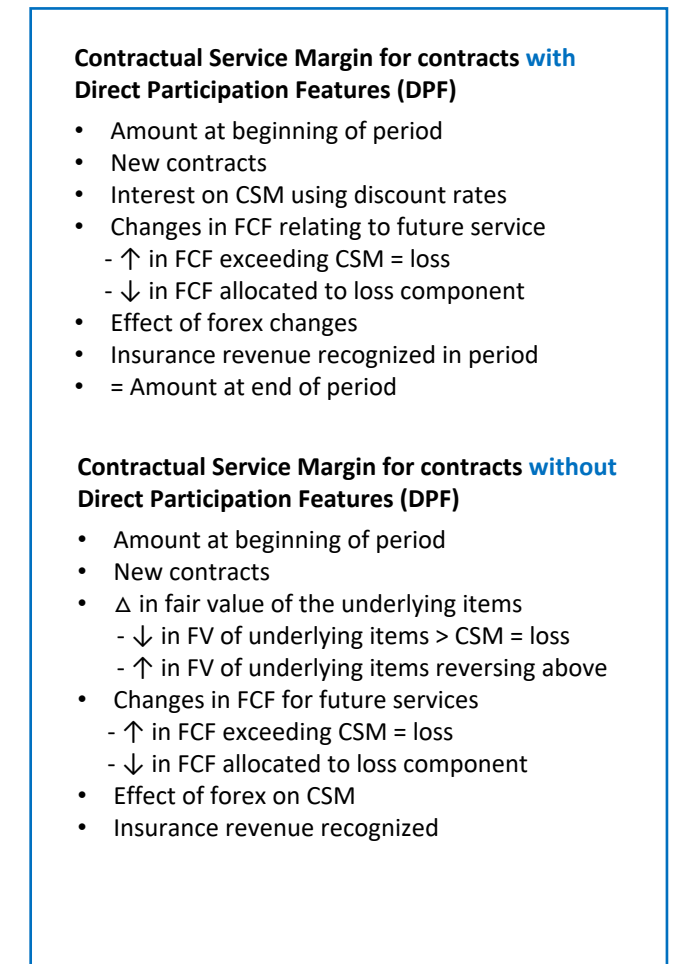 Contractual Service Margin for contracts with
Direct Participation Features (DPF)
• Amount at beginning of period
• New contracts
• Interest on CSM using discount rates
• Changes in FCF relating to future service
- ↑ in FCF exceeding CSM = loss
- ↓ in FCF allocated to loss component
• Effect of forex changes
• Insurance revenue recognized in period
• = Amount at end of period
Contractual Service Margin for contracts without
Direct Participation Features (DPF)
• Amount at beginning of period
• New contracts
• △ in fair value of the underlying items
- ↓ in FV of underlying items > CSM = loss
- ↑ in FV of underlying items reversing above
• Changes in FCF for future services
- ↑ in FCF exceeding CSM = loss
- ↓ in FCF allocated to loss component
• Effect of forex on CSM
• Insurance revenue recognized